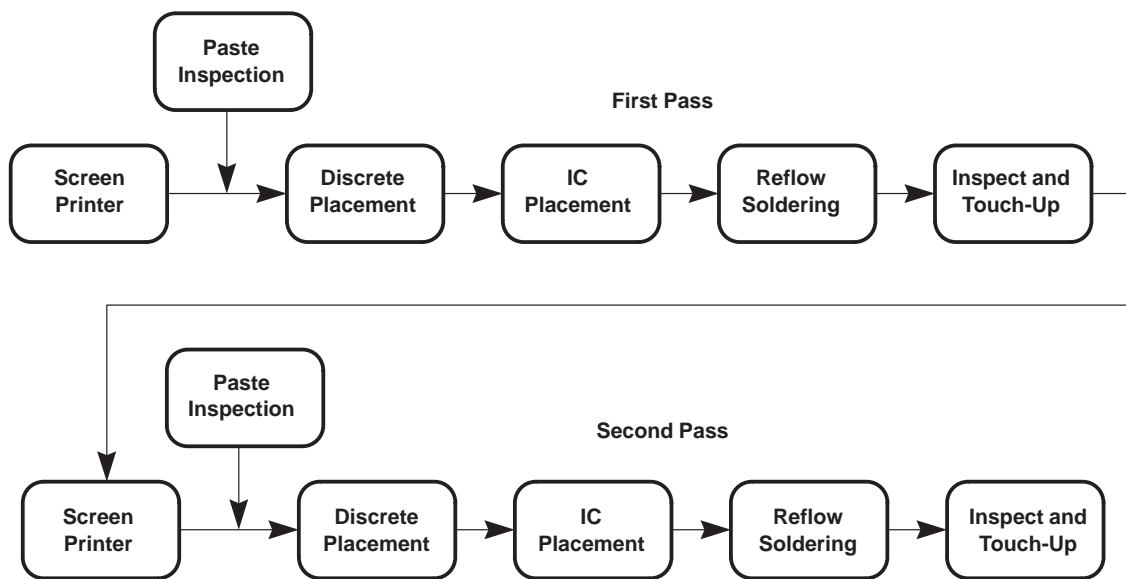 Paste
Inspection
First Pass
Screen
Printer
Discrete
Placement
IC
Placement
Reflow
Soldering
Inspect and
Touch-Up
Paste
Inspection
Second Pass
Screen
Printer
Discrete
Placement
IC
Placement
Reflow
Soldering
Inspect and
Touch-Up